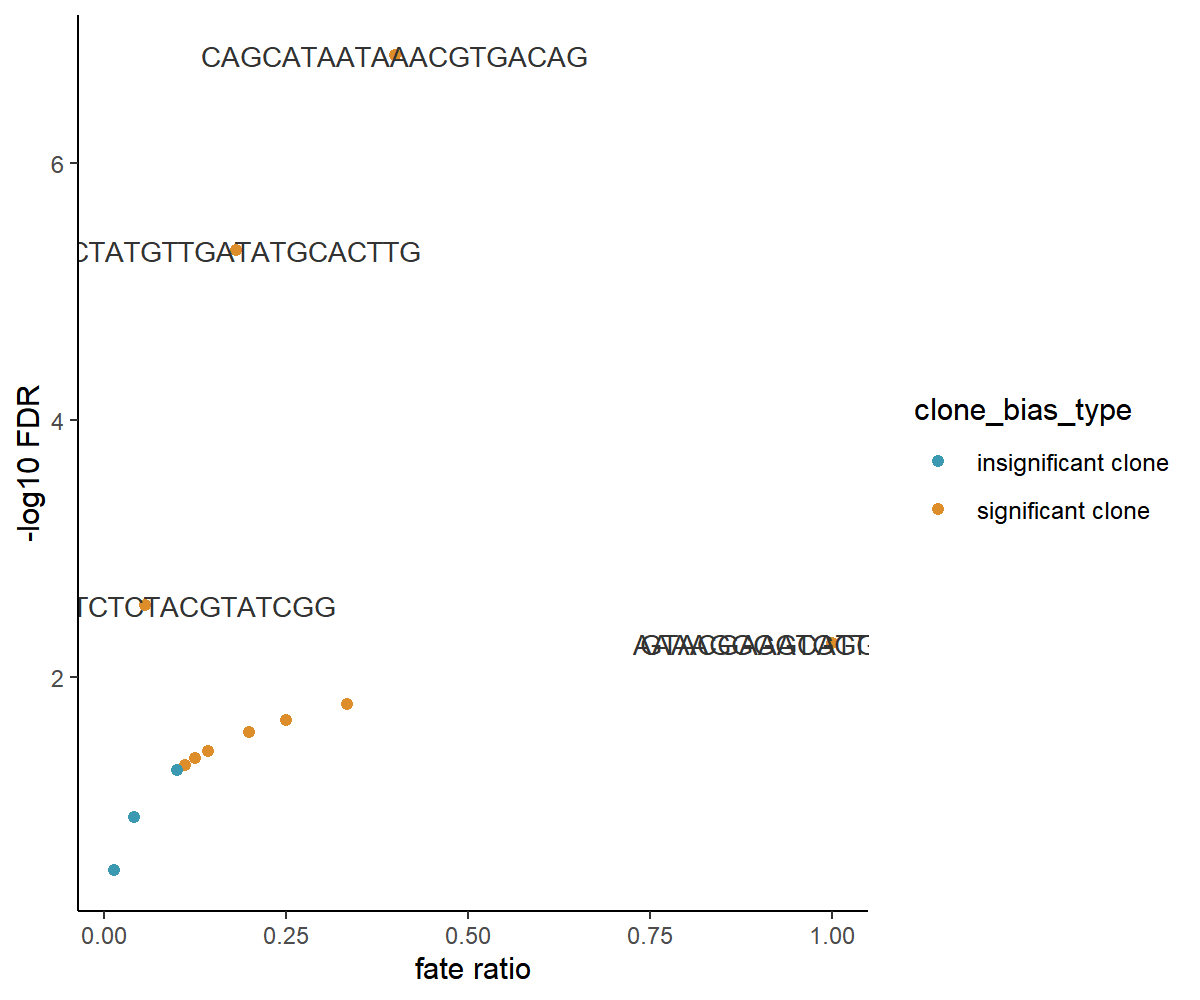 CAGCATAATAAACGTGACAG
6
CTATGTTGATATGCACTTG
-log10 FDR
4
clone_bias_type
insignificant clone
significant clone
TCTCTACGTATCGG
2
0.00
0.25
0.50
0.75
1.00
fate ratio